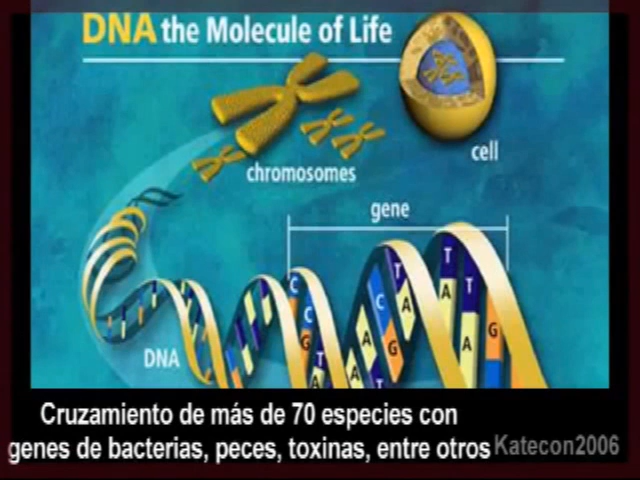 DNA the Molecule of Life
cell
chromosomes
gene
DNA
C C G T A
A A T C G
T A T A T A G
Cruzamiento de más de 70 especies con
genes de bacterias, peces, toxinas, entre otros
Katecon2006